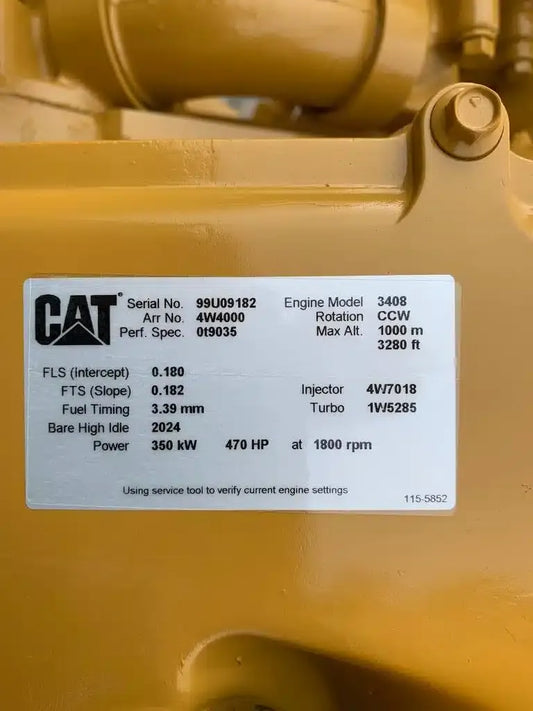 CAT®
Serial No. 99U09182 Engine Model 3408
Arr No. 4W4000 Rotation CCW
Perf. Spec. 0t9035 Max Alt. 1000 m
3280 ft
FLS (intercept) 0.180
FTS (Slope) 0.182 Injector 4W7018
Fuel Timing 3.39 mm Turbo 1W5285
Bare High Idle 2024
Power 350 kW 470 HP at 1800 rpm
Using service tool to verify current engine settings
115-5852